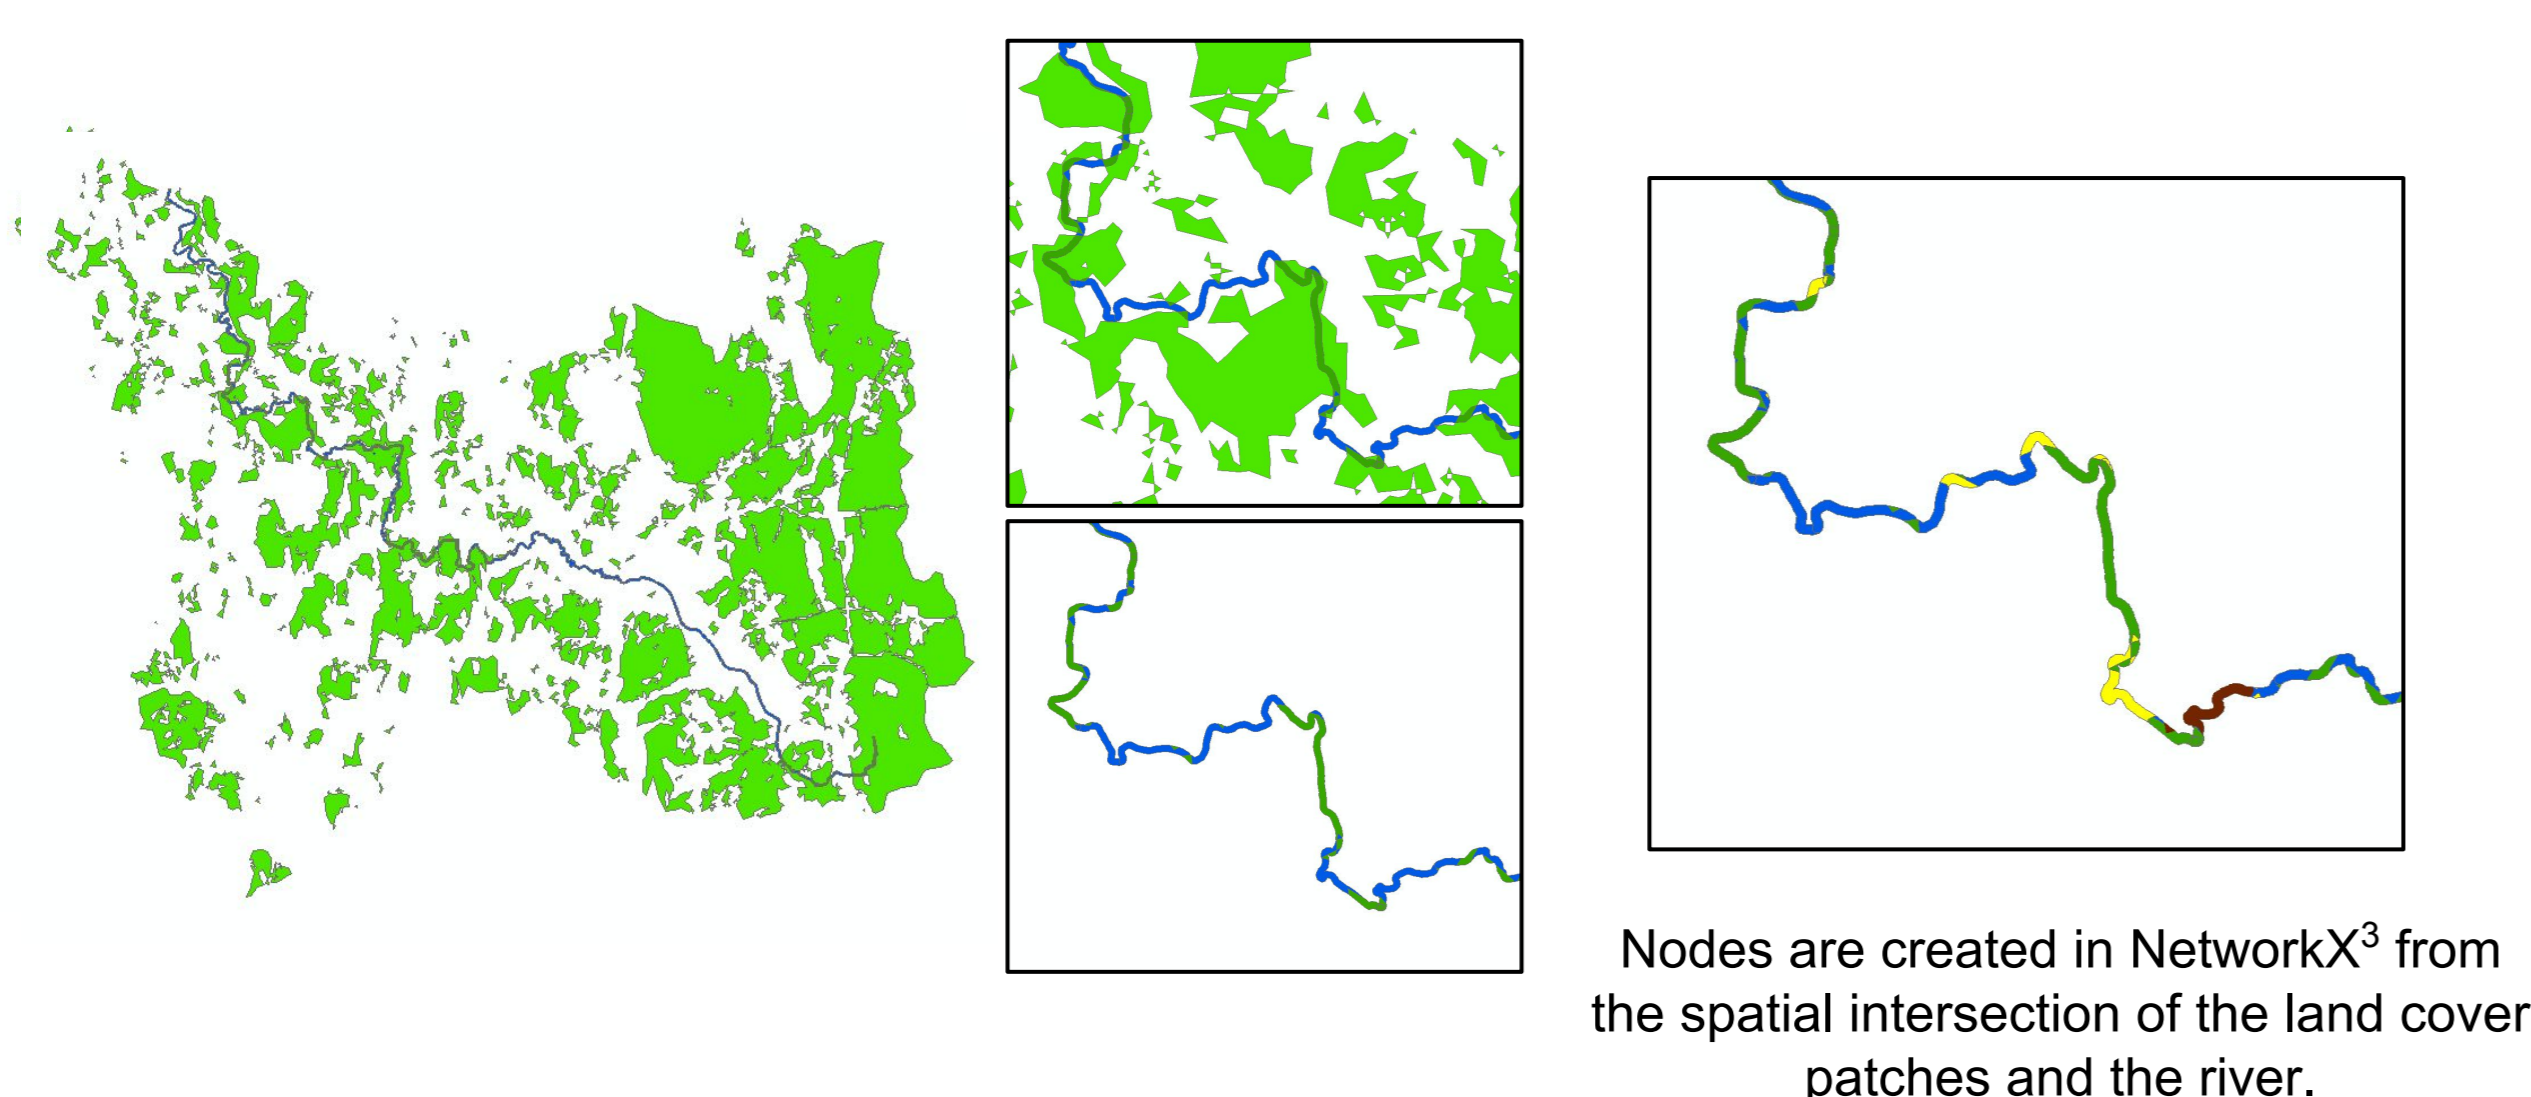 Nodes are created in NetworkX³ from
the spatial intersection of the land cover
patches and the river.